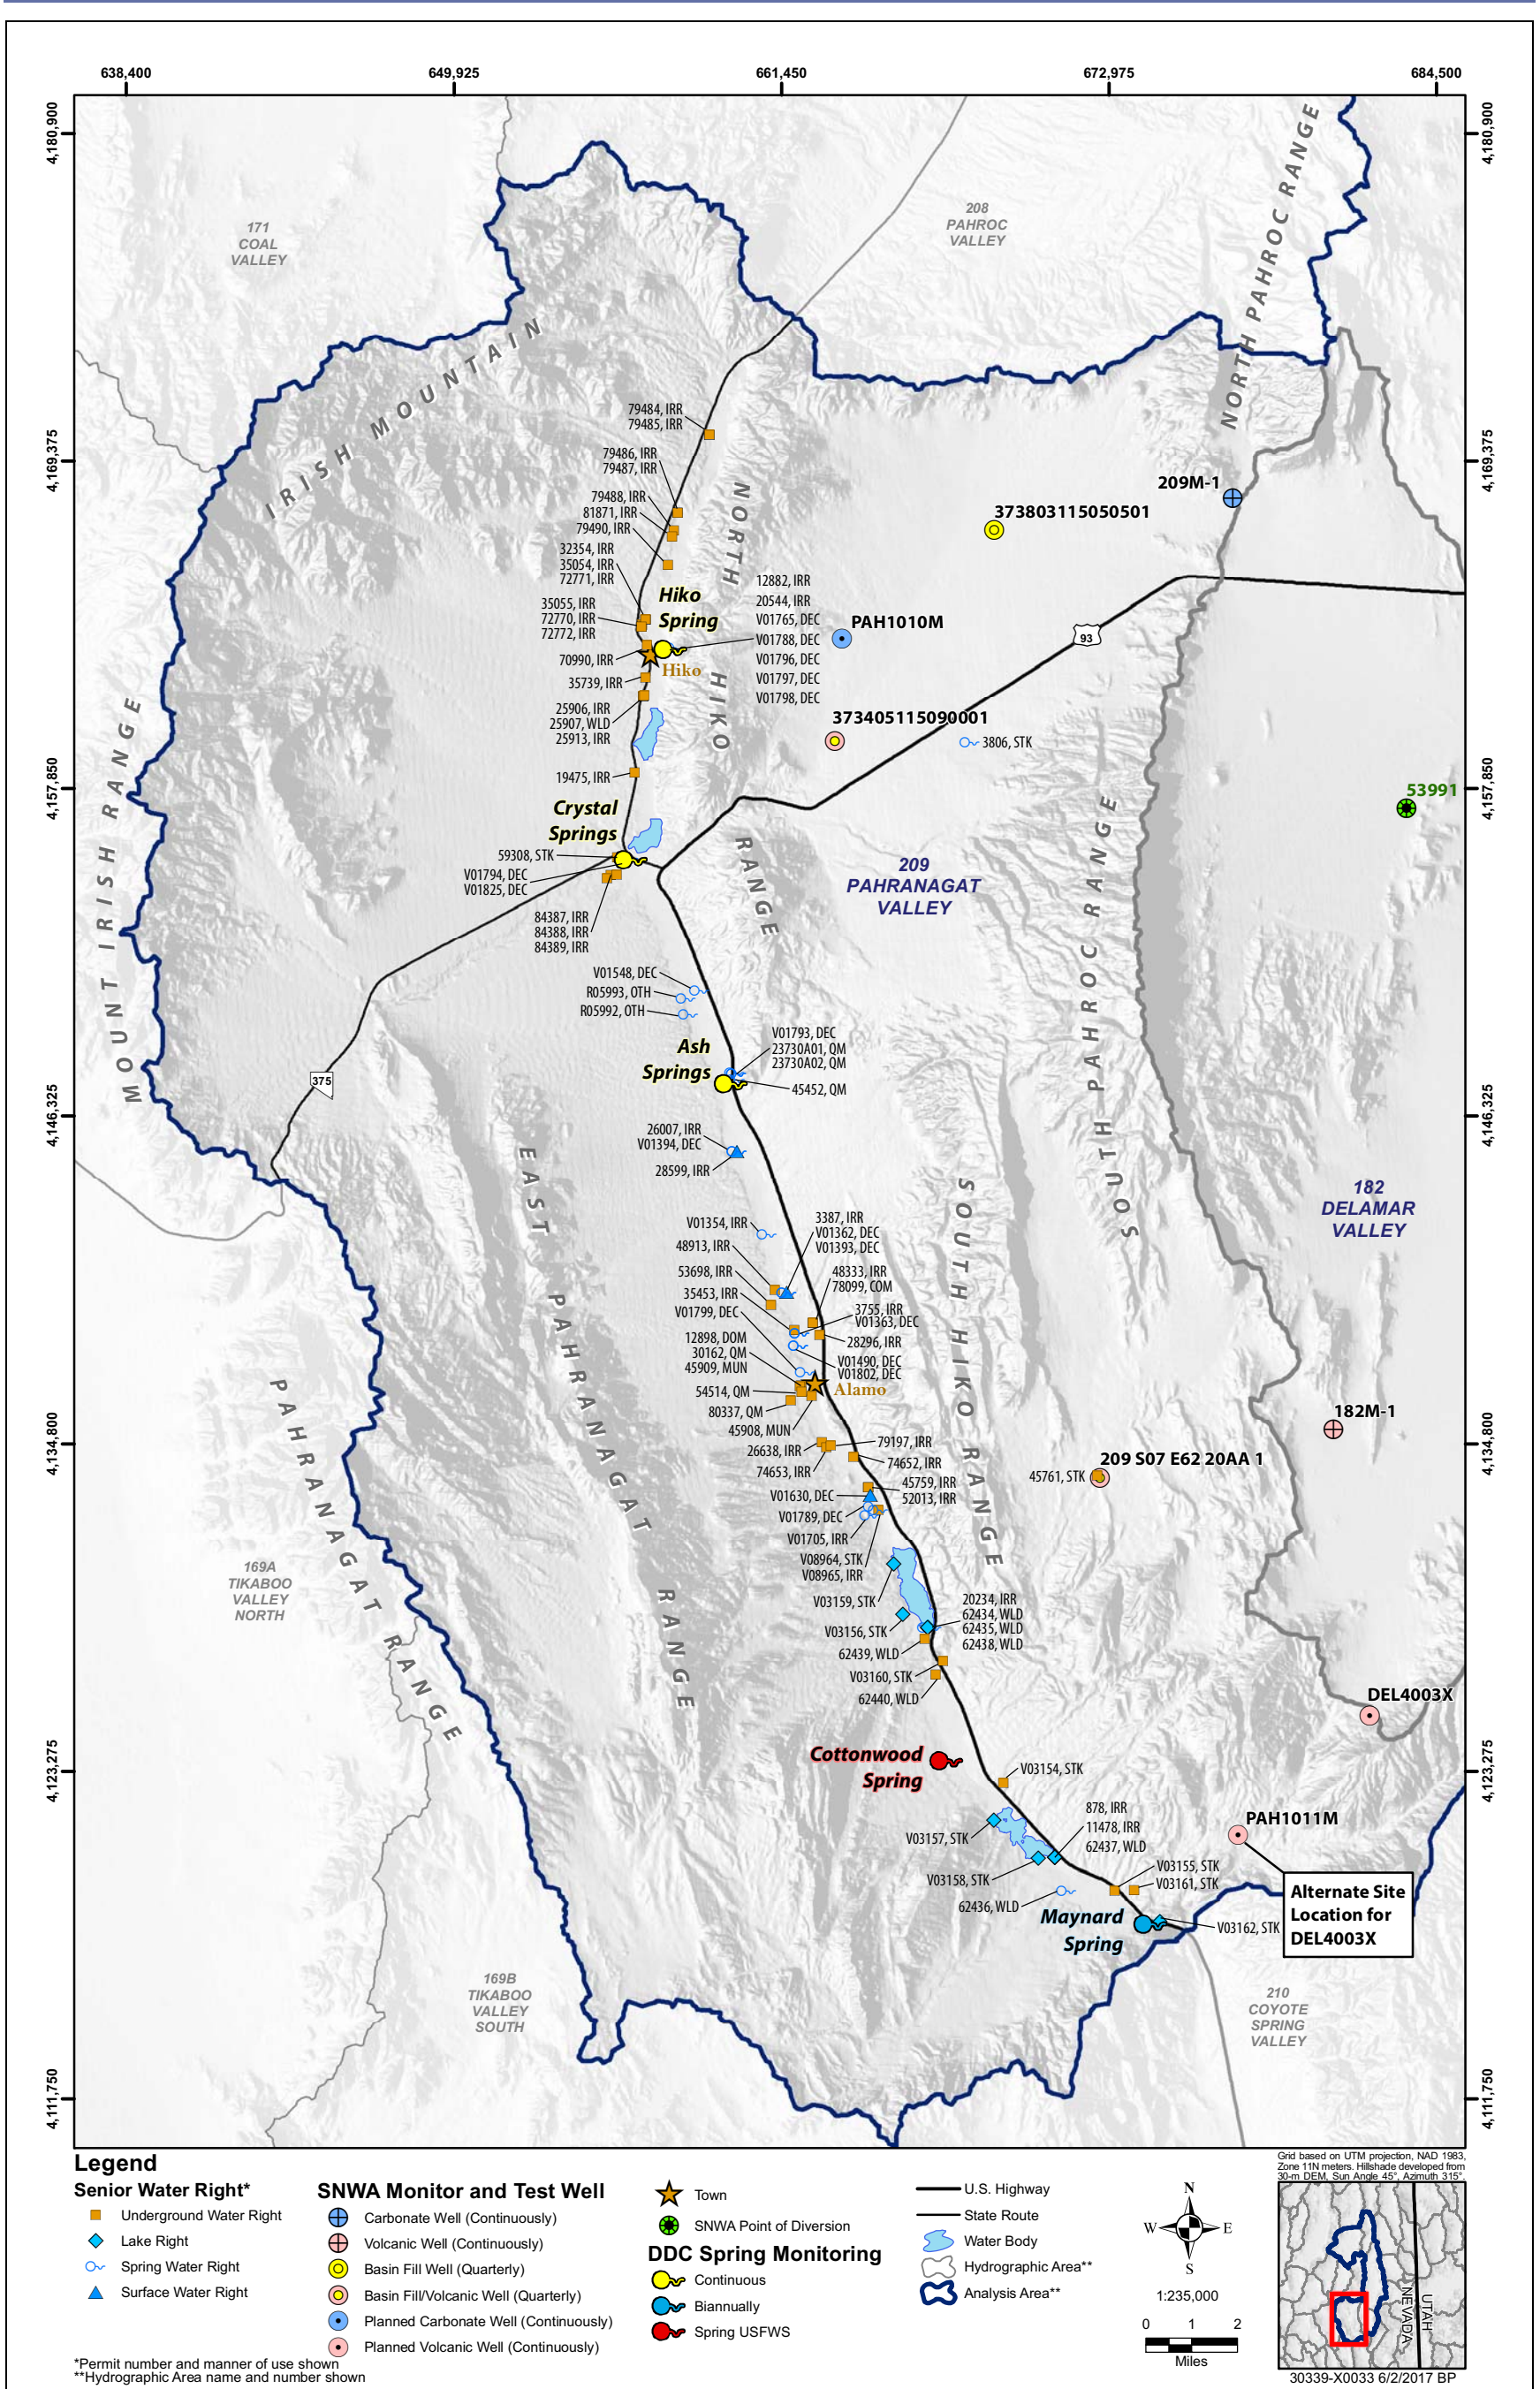 638,400
649,925
661,450
672,975
684,500
4,180,900
4,180,900
171
COAL
VALLEY
208
PAHROC
VALLEY
NORTH PAHROC RANGE
IRISH MOUNTAIN
79484, IRR
79485, IRR
4,169,375
4,169,375
79486, IRR
79487, IRR
209M-1
79488, IRR
81871, IRR
79490, IRR
373803115050501
NORTH HIKO RANGE
32354, IRR
35054, IRR
72771, IRR
Hiko
Spring
12882, IRR
20544, IRR
V01765, DEC
V01788, DEC
V01796, DEC
V01797, DEC
V01798, DEC
35055, IRR
72770, IRR
72772, IRR
PAH1010M
93
70990, IRR
Hiko
35739, IRR
25906, IRR
25907, WLD
25913, IRR
373405115090001
3806, STK
19475, IRR
4,157,850
4,157,850
53991
MOUNT IRISH RANGE
Crystal
Springs
59308, STK
V01794, DEC
V01825, DEC
209
PAHRANAGAT
VALLEY
84387, IRR
84388, IRR
84389, IRR
SOUTH PAHROC RANGE
V01548, DEC
R05993, OTH
R05992, OTH
Ash
Springs
V01793, DEC
23730A01, QM
23730A02, QM
45452, QM
375
4,146,325
4,146,325
26007, IRR
V01394, DEC
28599, IRR
EAST PAHRANAGAT RANGE
SOUTH HIKO RANGE
182
DELAMAR
VALLEY
V01354, IRR
3387, IRR
V01362, DEC
V01393, DEC
48913, IRR
53698, IRR
48333, IRR
78099, COM
35453, IRR
V01799, DEC
3755, IRR
V01363, DEC
28296, IRR
12898, DOM
30162, QM
45909, MUN
V01490, DEC
V01802, DEC
54514, QM
Alamo
80337, QM
45908, MUN
182M-1
4,134,800
4,134,800
PAHRANAGAT RANGE
26638, IRR
79197, IRR
74653, IRR
74652, IRR
209 S07 E62 20AA 1
45761, STK
45759, IRR
52013, IRR
V01630, DEC
V01789, DEC
V01705, IRR
V08964, STK
V08965, IRR
169A
TIKABOO
VALLEY
NORTH
V03159, STK
20234, IRR
62434, WLD
62435, WLD
62438, WLD
V03156, STK
62439, WLD
V03160, STK
62440, WLD
DEL4003X
Cottonwood
Spring
4,123,275
4,123,275
V03154, STK
878, IRR
11478, IRR
62437, WLD
PAH1011M
V03157, STK
V03158, STK
V03155, STK
V03161, STK
62436, WLD
Alternate Site
Location for
DEL4003X
Maynard
Spring
V03162, STK
169B
TIKABOO
VALLEY
SOUTH
210
COYOTE
SPRING
VALLEY
4,111,750
4,111,750
Legend
Senior Water Right*
Underground Water Right
Lake Right
Spring Water Right
Surface Water Right
SNWA Monitor and Test Well
Carbonate Well (Continuously)
Volcanic Well (Continuously)
Basin Fill Well (Quarterly)
Basin Fill/Volcanic Well (Quarterly)
Planned Carbonate Well (Continuously)
Planned Volcanic Well (Continuously)
Town
SNWA Point of Diversion
DDC Spring Monitoring
Continuous
Biannually
Spring USFWS
U.S. Highway
State Route
Water Body
Hydrographic Area**
Analysis Area**
N
W E
S
1:235,000
0 1 2
Miles
Grid based on UTM projection, NAD 1983,
Zone 11N meters. Hillshade developed from
30-m DEM, Sun Angle 45°, Azimuth 315°.
NEVADA
UTAH
30339-X0033 6/2/2017 BP
*Permit number and manner of use shown
**Hydrographic Area name and number shown